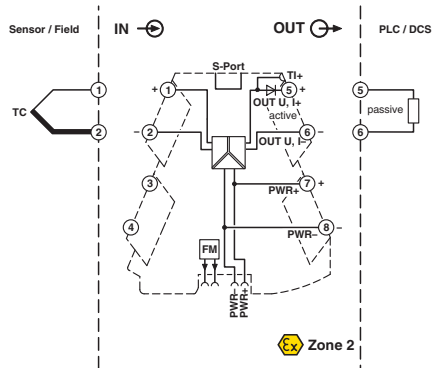 Sensor / Field IN OUT PLC / DCS
S-Port
TI+
1 + 1 5 + 5
OUT U, I+
TC active passive
2 – 2 6 – 6
OUT U, I–
3 7 +
PWR+
4 8 –
PWR–
FM
PWR–
PWR+
Ex Zone 2